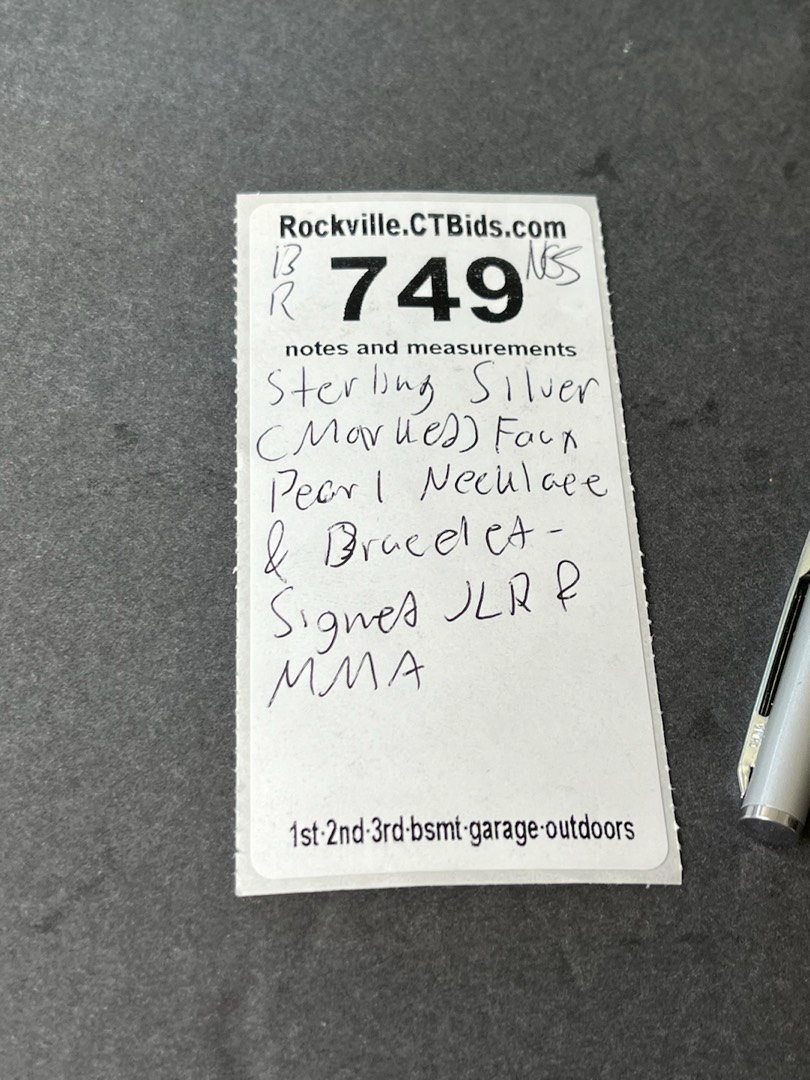 Rockville.CTBids.com
B
R
749
NSS
notes and measurements
Sterling Silver
(Marked) Faux
Pearl Necklace
& Bracelet-
Signed JLR &
MMA
1st·2nd·3rd·bsmt·garage·outdoors